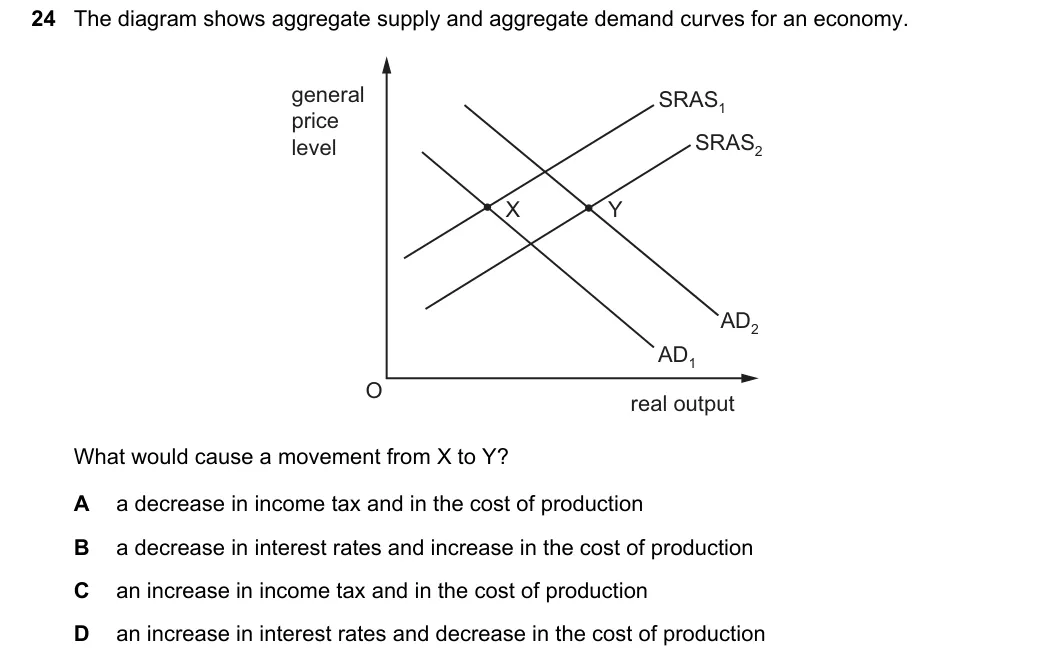 24 The diagram shows aggregate supply and aggregate demand curves for an economy.
general
price
level
SRAS1
SRAS2
X
Y
AD2
AD1
O
real output
What would cause a movement from X to Y?
A a decrease in income tax and in the cost of production
B a decrease in interest rates and increase in the cost of production
C an increase in income tax and in the cost of production
D an increase in interest rates and decrease in the cost of production